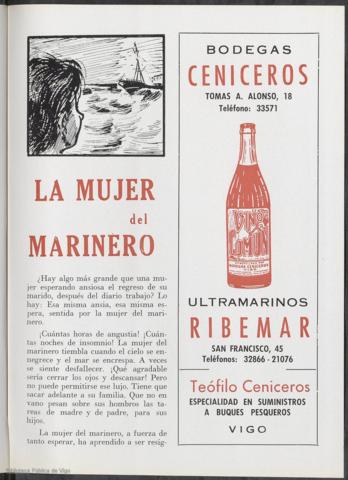 LA MUJER
del
MARINERO
¿Hay algo más grande que una mu-
jer esperando ansiosa el regreso de su
marido, después del diario trabajo? Lo
hay: Esa misma ansia, esa misma es-
pera, sentida por la mujer del mari-
nero.
¡Cuántas horas de angustia! ¡Cuán-
tas noches de insomnio! La mujer del
marinero tiembla cuando el cielo se en-
negrece y el mar se encrespa. A veces
se siente desfallecer. ¡Qué agradable
sería cerrar los ojos y descansar! Pero
no puede permitirse ese lujo. Tiene que
sacar adelante a su familia. Que no en
vano pesan sobre sus hombros las ta-
reas de madre y de padre, para sus
hijos.
La mujer del marinero, a fuerza de
tanto esperar, ha aprendido a ser resig-
BODEGAS
CENICEROS
TOMAS A. ALONSO, 18
Teléfono: 33571
VINO
COMUN
BODEGAS CENICEROS
ULTRAMARINOS
RIBEMAR
SAN FRANCISCO, 45
Teléfonos: 32866 - 21076
Teófilo Ceniceros
ESPECIALIDAD EN SUMINISTROS
A BUQUES PESQUEROS
VIGO
Biblioteca Pública de Vigo